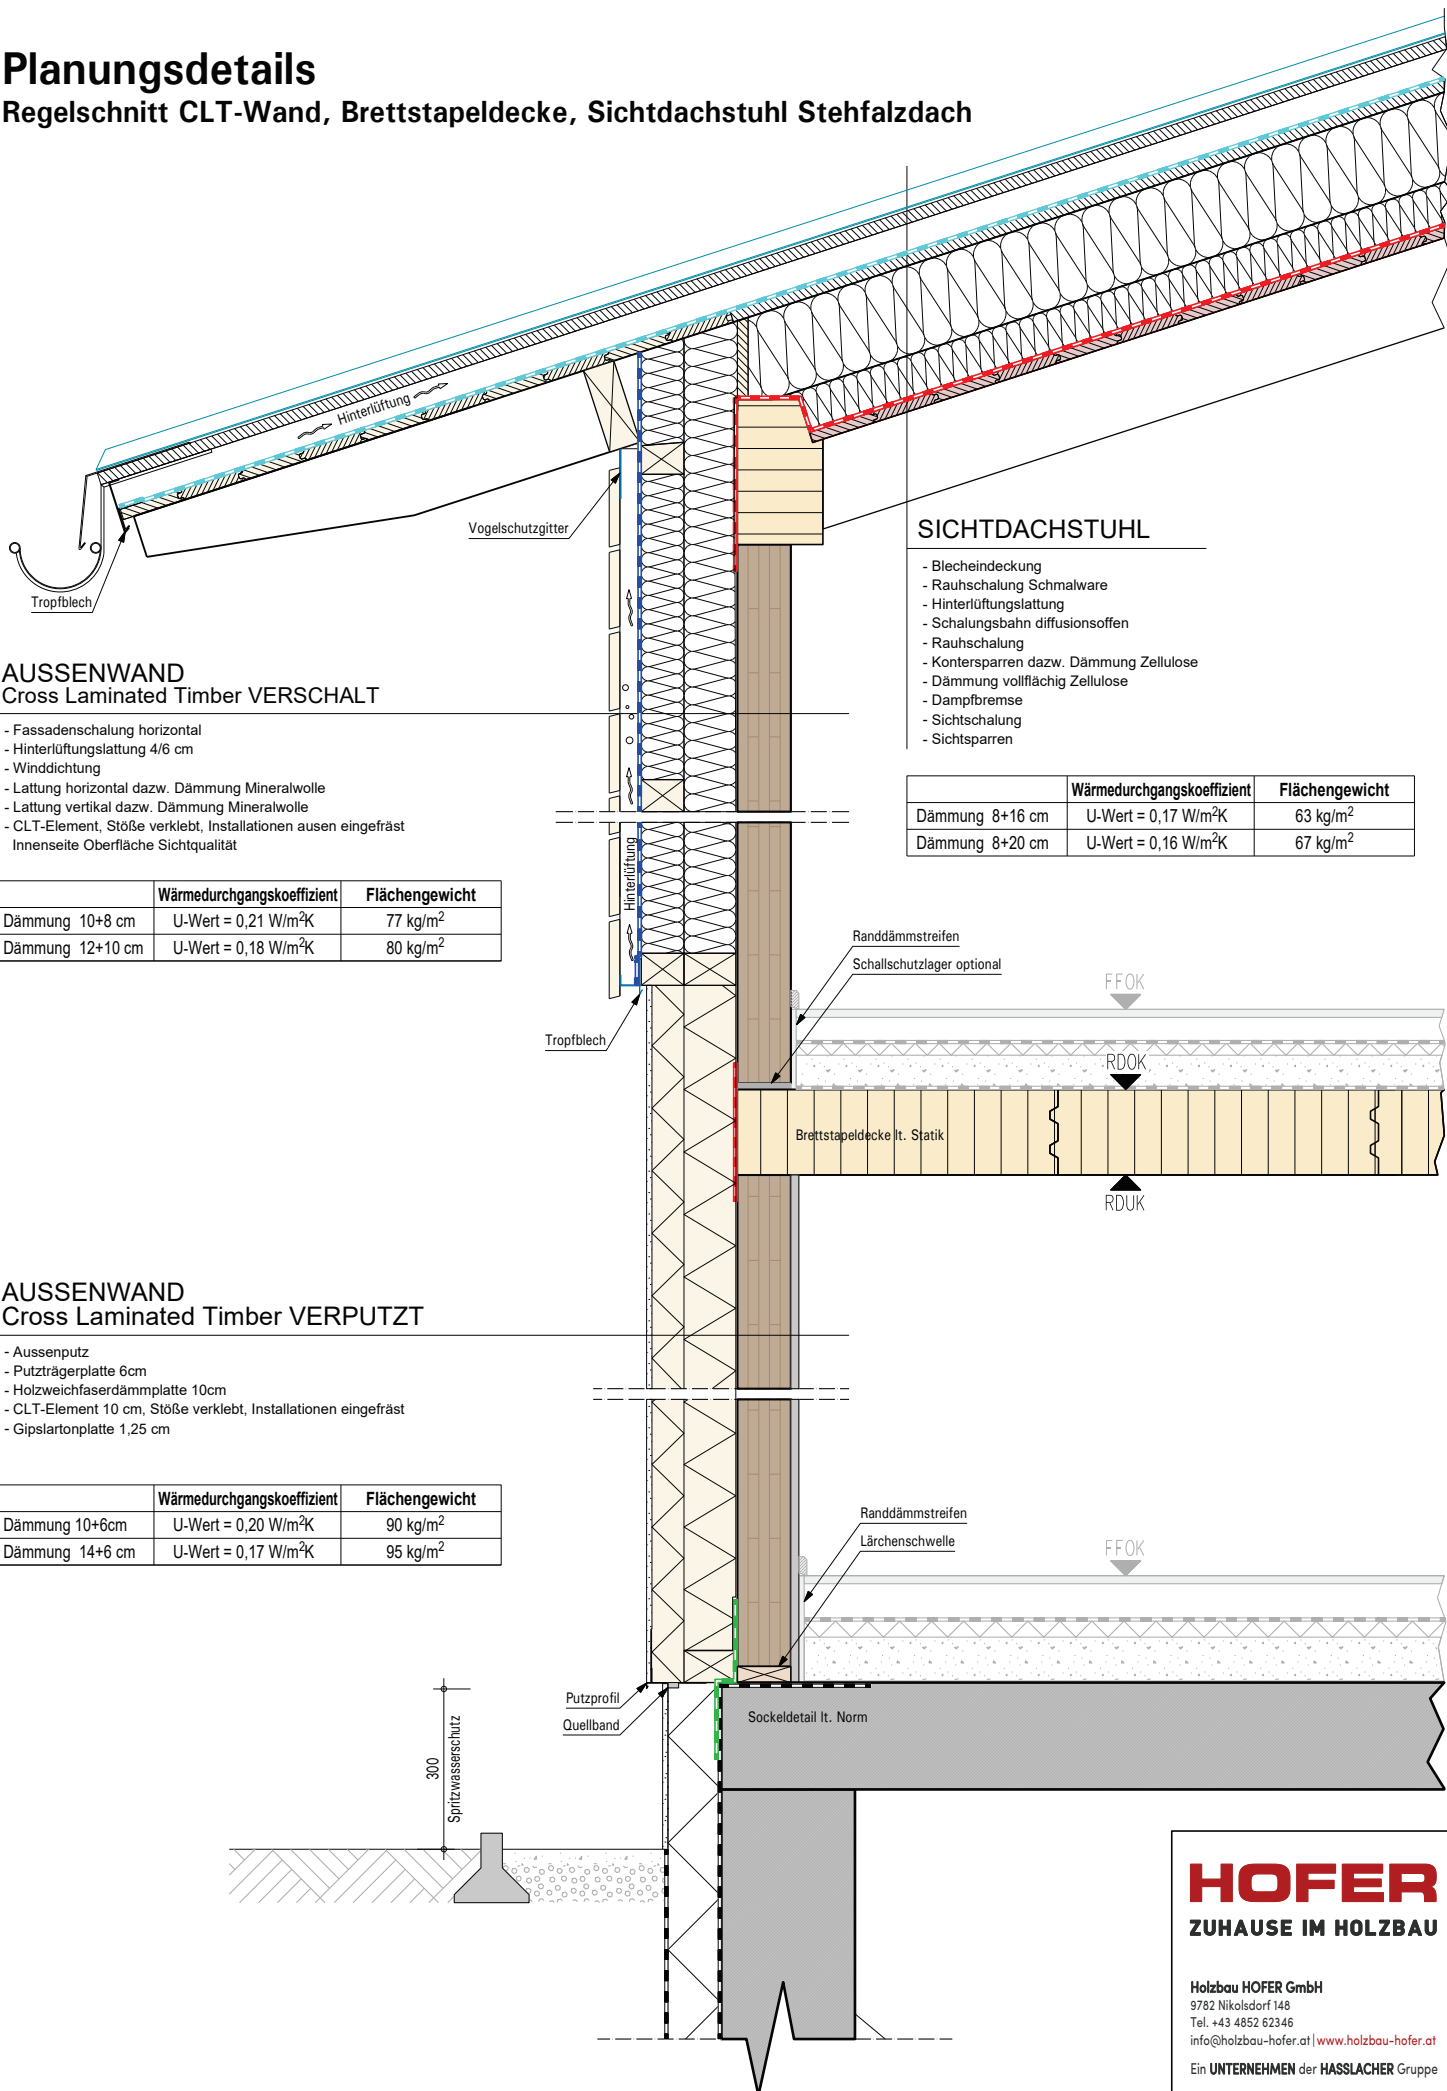 Planungsdetails
Regelschnitt CLT-Wand, Brettstapeldecke, Sichtdachstuhl Stehfalzdach
Hinterlüftung
Vogelschutzgitter
Tropfblech
SICHTDACHSTUHL
- Blecheindeckung
- Rauhschalung Schmalware
- Hinterlüftungslattung
- Schalungsbahn diffusionsoffen
- Rauhschalung
- Kontersparren dazw. Dämmung Zellulose
- Dämmung vollflächig Zellulose
- Dampfbremse
- Sichtschalung
- Sichtsparren
Wärmedurchgangskoeffizient Flächengewicht
Dämmung 8+16 cm U-Wert = 0,17 W/m²K 63 kg/m²
Dämmung 8+20 cm U-Wert = 0,16 W/m²K 67 kg/m²
AUSSENWAND
Cross Laminated Timber VERSCHALT
- Fassadenschalung horizontal
- Hinterlüftungslattung 4/6 cm
- Winddichtung
- Lattung horizontal dazw. Dämmung Mineralwolle
- Lattung vertikal dazw. Dämmung Mineralwolle
- CLT-Element, Stöße verklebt, Installationen ausen eingefräst
Innenseite Oberfläche Sichtqualität
Wärmedurchgangskoeffizient Flächengewicht
Dämmung 10+8 cm U-Wert = 0,21 W/m²K 77 kg/m²
Dämmung 12+10 cm U-Wert = 0,18 W/m²K 80 kg/m²
Hinterlüftung
Randdämmstreifen
Schallschutzlager optional
Tropfblech
FFOK
RDOK
Brettstapeldecke lt. Statik
RDUK
AUSSENWAND
Cross Laminated Timber VERPUTZT
- Aussenputz
- Putzträgerplatte 6cm
- Holzweichfaserdämmplatte 10cm
- CLT-Element 10 cm, Stöße verklebt, Installationen eingefräst
- Gipslartonplatte 1,25 cm
Wärmedurchgangskoeffizient Flächengewicht
Dämmung 10+6cm U-Wert = 0,20 W/m²K 90 kg/m²
Dämmung 14+6 cm U-Wert = 0,17 W/m²K 95 kg/m²
Randdämmstreifen
Lärchenschwelle
FFOK
Putzprofil
Quellband
Sockeldetail lt. Norm
300
Spritzwasserschutz
HOFER
ZUHAUSE IM HOLZBAU
Holzbau HOFER GmbH
9782 Nikolsdorf 148
Tel. +43 4852 62346
info@holzbau-hofer.at | www.holzbau-hofer.at
Ein UNTERNEHMEN der HASSLACHER Gruppe